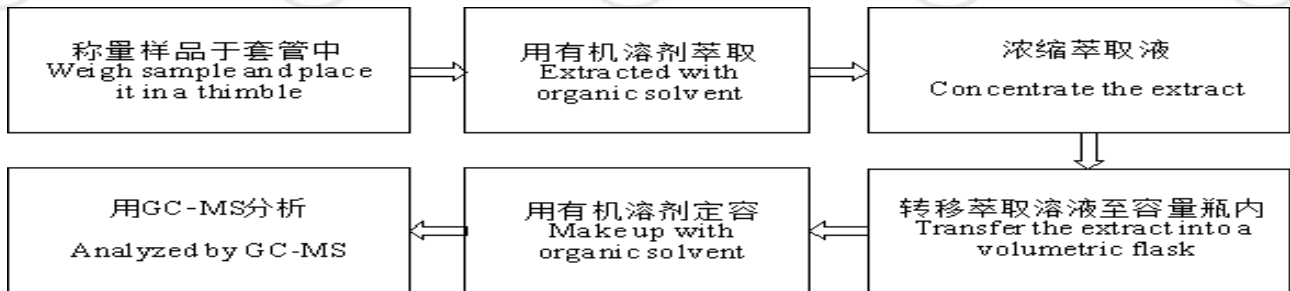 称量样品于套管中
Weigh sample and place
it in a thimble
用有机溶剂萃取
Extracted with
organic solvent
浓缩萃取液
Concentrate the extract
转移萃取溶液至容量瓶内
Transfer the extract into a
volumetric flask
用有机溶剂定容
Make up with
organic solvent
用GC-MS分析
Analyzed by GC-MS